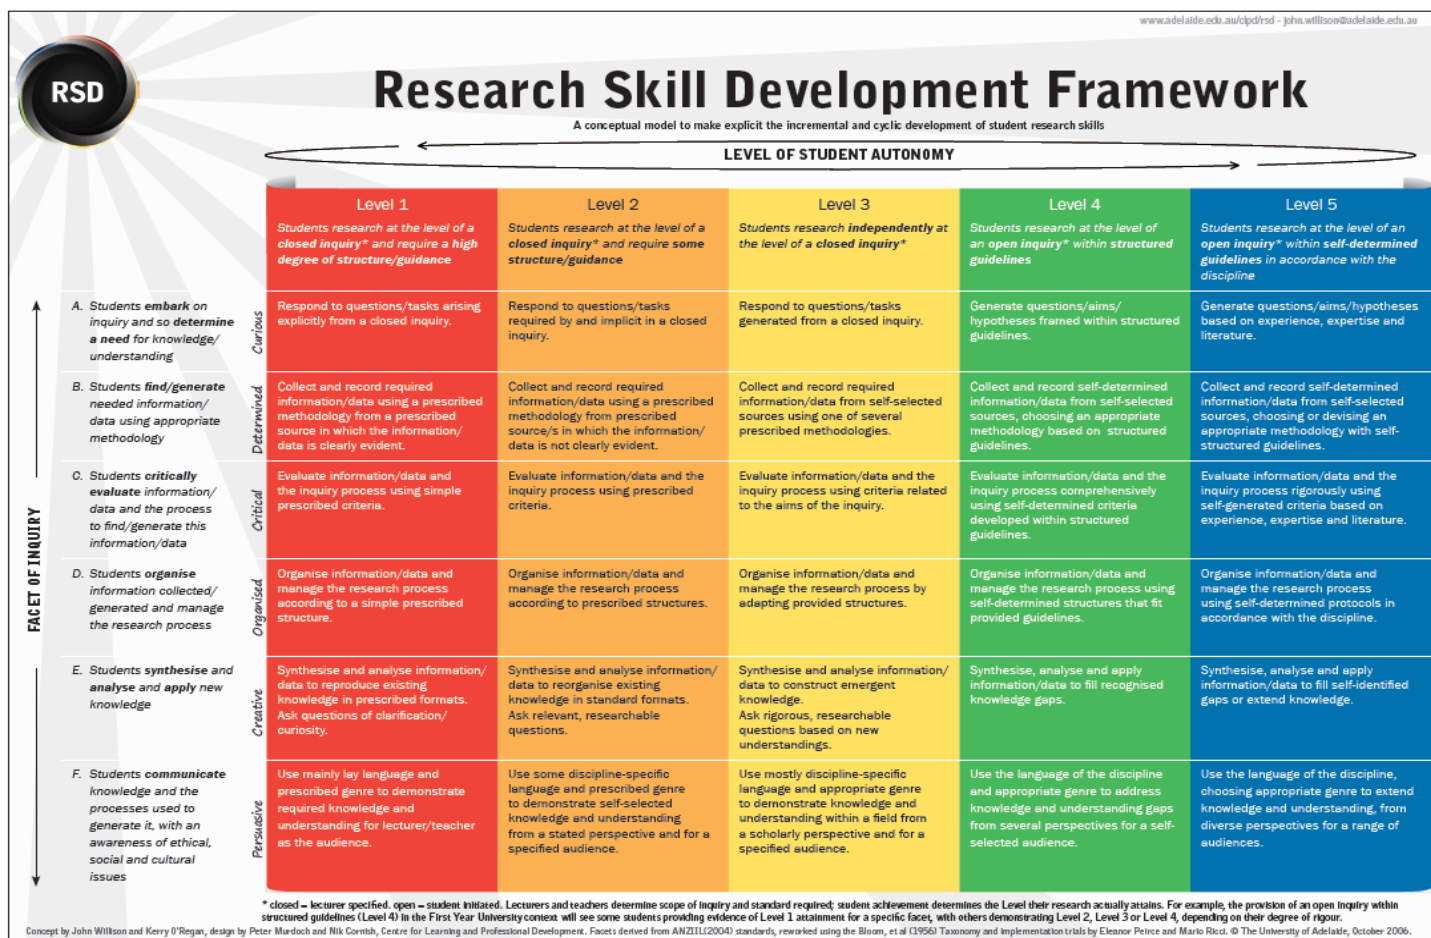 www.adelaide.edu.au/clpd/rsd - john.willison@adelaide.edu.au
RSD
Research Skill Development Framework
A conceptual model to make explicit the incremental and cyclic development of student research skills
LEVEL OF STUDENT AUTONOMY
Level 1
Students research at the level of a
closed inquiry* and require a high
degree of structure/guidance
Level 2
Students research at the level of a
closed inquiry* and require some
structure/guidance
Level 3
Students research independently at
the level of a closed inquiry*
Level 4
Students research at the level of
an open inquiry* within structured
guidelines
Level 5
Students research at the level of an
open inquiry* within self-determined
guidelines in accordance with the
discipline
FACET OF INQUIRY
A. Students embark on
inquiry and so determine
a need for knowledge/
understanding
Curious
Respond to questions/tasks arising
explicitly from a closed inquiry.
Respond to questions/tasks
required by and implicit in a closed
inquiry.
Respond to questions/tasks
generated from a closed inquiry.
Generate questions/aims/
hypotheses framed within structured
guidelines.
Generate questions/aims/hypotheses
based on experience, expertise and
literature.
B. Students find/generate
needed information/
data using appropriate
methodology
Determined
Collect and record required
information/data using a prescribed
methodology from a prescribed
source in which the information/
data is clearly evident.
Collect and record required
information/data using a prescribed
methodology from prescribed
source/s in which the information/
data is not clearly evident.
Collect and record required
information/data from self-selected
sources using one of several
prescribed methodologies.
Collect and record self-determined
information/data from self-selected
sources, choosing an appropriate
methodology based on structured
guidelines.
Collect and record self-determined
information/data from self-selected
sources, choosing or devising an
appropriate methodology with self-
structured guidelines.
C. Students critically
evaluate information/
data and the process
to find/generate this
information/data
Critical
Evaluate information/data and
the inquiry process using simple
prescribed criteria.
Evaluate information/data and the
inquiry process using prescribed
criteria.
Evaluate information/data and the
inquiry process using criteria related
to the aims of the inquiry.
Evaluate information/data and the
inquiry process comprehensively
using self-determined criteria
developed within structured
guidelines.
Evaluate information/data and the
inquiry process rigorously using
self-generated criteria based on
experience, expertise and literature.
D. Students organise
information collected/
generated and manage
the research process
Organised
Organise information/data and
manage the research process
according to a simple prescribed
structure.
Organise information/data and
manage the research process
according to prescribed structures.
Organise information/data and
manage the research process by
adapting provided structures.
Organise information/data and
manage the research process using
self-determined structures that fit
provided guidelines.
Organise information/data and
manage the research process
using self-determined protocols in
accordance with the discipline.
E. Students synthesise and
analyse and apply new
knowledge
Creative
Synthesise and analyse information/
data to reproduce existing
knowledge in prescribed formats.
Ask questions of clarification/
curiosity.
Synthesise and analyse information/
data to reorganise existing
knowledge in standard formats.
Ask relevant, researchable
questions.
Synthesise and analyse information/
data to construct emergent
knowledge.
Ask rigorous, researchable
questions based on new
understandings.
Synthesise, analyse and apply
information/data to fill recognised
knowledge gaps.
Synthesise, analyse and apply
information/data to fill self-identified
gaps or extend knowledge.
F. Students communicate
knowledge and the
processes used to
generate it, with an
awareness of ethical,
social and cultural
issues
Persuasive
Use mainly lay language and
prescribed genre to demonstrate
required knowledge and
understanding for lecturer/teacher
as the audience.
Use some discipline-specific
language and prescribed genre
to demonstrate self-selected
knowledge and understanding
from a stated perspective and for a
specified audience.
Use mostly discipline-specific
language and appropriate genre
to demonstrate knowledge and
understanding within a field from
a scholarly perspective and for a
specified audience.
Use the language of the discipline
and appropriate genre to address
knowledge and understanding gaps
from several perspectives for a self-
selected audience.
Use the language of the discipline,
choosing appropriate genre to extend
knowledge and understanding, from
diverse perspectives for a range of
audiences.
* closed = lecturer specified. open = student initiated. Lecturers and teachers determine scope of inquiry and standard required; student achievement determines the Level their research actually attains. For example, the provision of an open inquiry within
structured guidelines (Level 4) in the First Year University context will see some students providing evidence of Level 1 attainment for a specific facet, with others demonstrating Level 2, Level 3 or Level 4, depending on their degree of rigour.
Concept by John Willison and Kerry O'Regan, design by Peter Murdoch and Nik Cornish, Centre for Learning and Professional Development. Facets derived from ANZIIL(2004) standards, reworked using the Bloom, et al (1956) Taxonomy and implementation trials by Eleanor Peirce and Mario Ricci. © The University of Adelaide, October 2006.